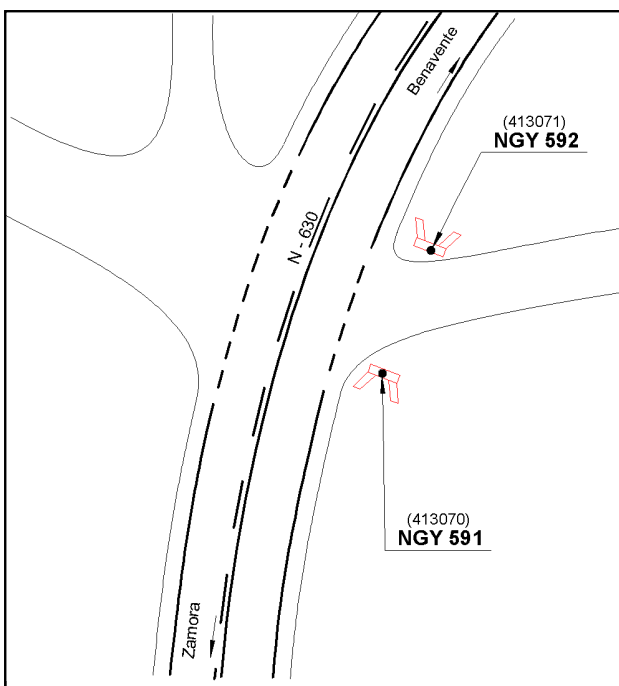 Benavente
(413071)
NGY 592
N - 630
(413070)
NGY 591
Zamora